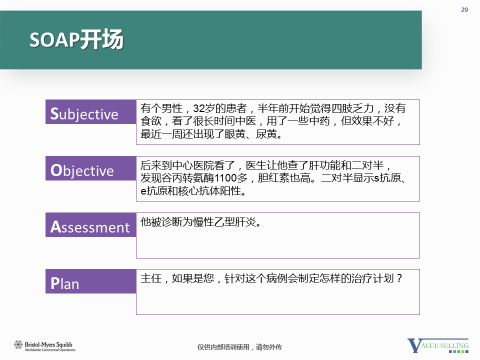 29
SOAP开场
Subjective
有个男性，32岁的患者，半年前开始觉得四肢乏力，没有
食欲，看了很长时间中医，用了一些中药，但效果不好，
最近一周还出现了眼黄、尿黄。
Objective
后来到中心医院看了，医生让他查了肝功能和二对半，
发现谷丙转氨酶1100多，胆红素也高。二对半显示s抗原、
e抗原和核心抗体阳性。
Assessment
他被诊断为慢性乙型肝炎。
Plan
主任，如果是您，针对这个病例会制定怎样的治疗计划？
Bristol-Myers Squibb
Worldwide Commercial Operations
仅供内部培训使用，请勿外传
VALUE SELLING